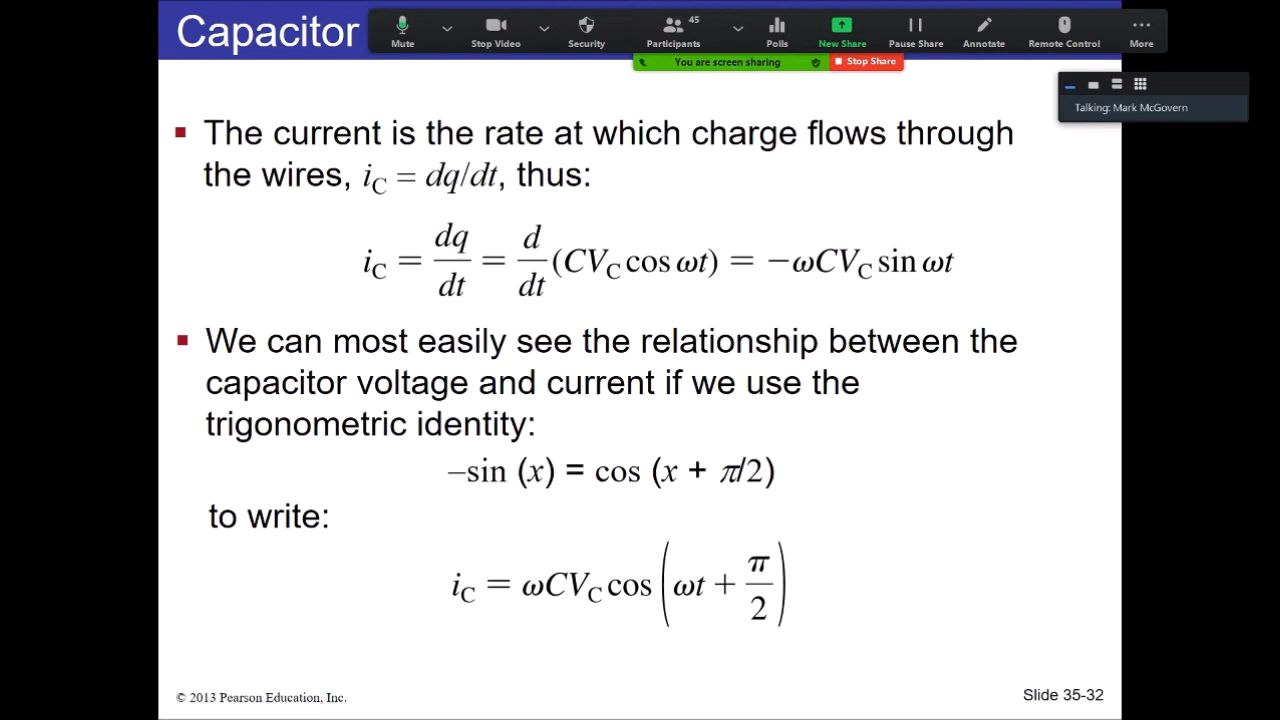 Capacitor
Mute
Stop Video
Security
45
Participants
Polls
New Share
Pause Share
Annotate
Remote Control
More
You are screen sharing
Stop Share
Talking: Mark McGovern
▪ The current is the rate at which charge flows through
the wires, i_C = dq/dt, thus:
i_C = dq/dt = d/dt (CV_C cos ωt) = −ωCV_C sin ωt
▪ We can most easily see the relationship between the
capacitor voltage and current if we use the
trigonometric identity:
–sin (x) = cos (x + π/2)
to write:
i_C = ωCV_C cos (ωt + π/2)
© 2013 Pearson Education, Inc.
Slide 35-32